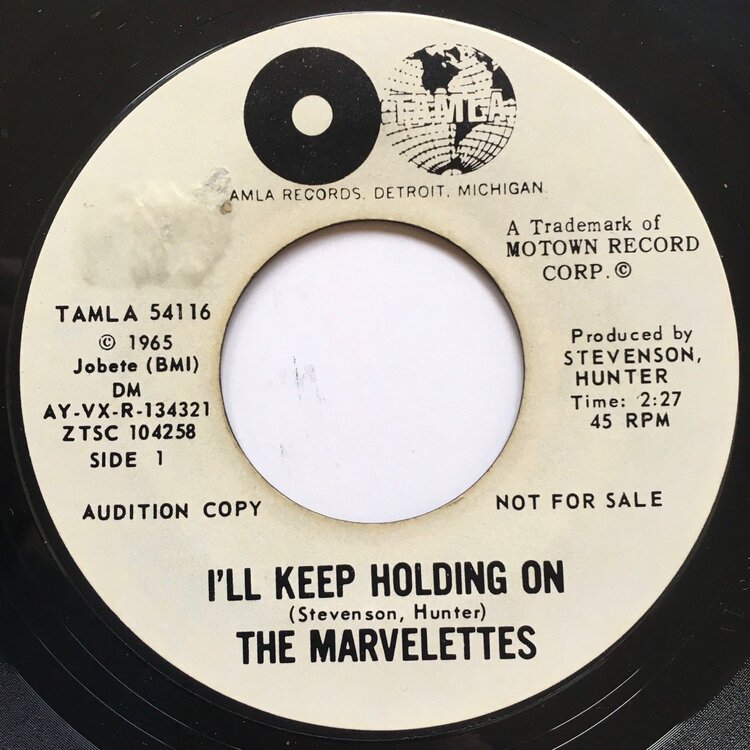 TAMLA
AMLA RECORDS, DETROIT, MICHIGAN.
A Trademark of
MOTOWN RECORD
CORP. ©
TAMLA 54116
© 1965
Jobete (BMI)
DM
AY-VX-R-134321
ZTSC 104258
SIDE 1
Produced by
STEVENSON,
HUNTER
Time: 2:27
45 RPM
AUDITION COPY
NOT FOR SALE
I'LL KEEP HOLDING ON
(Stevenson, Hunter)
THE MARVELETTES